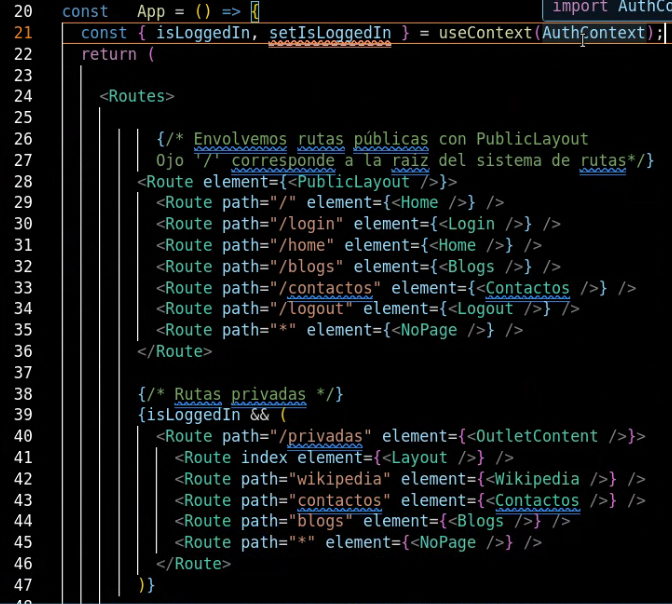 import AuthCo
20 const App = () => {
21 const { isLoggedIn, setIsLoggedIn } = useContext(AuthContext);
22 return (
23
24 <Routes>
25
26 {/* Envolvemos rutas públicas con PublicLayout
27 Ojo '/' corresponde a la raiz del sistema de rutas*/}
28 <Route element={<PublicLayout />}>
29 <Route path="/" element={<Home />} />
30 <Route path="/login" element={<Login />} />
31 <Route path="/home" element={<Home />} />
32 <Route path="/blogs" element={<Blogs />} />
33 <Route path="/contactos" element={<Contactos />} />
34 <Route path="/logout" element={<Logout />} />
35 <Route path="*" element={<NoPage />} />
36 </Route>
37
38 {/* Rutas privadas */}
39 {isLoggedIn && (
40 <Route path="/privadas" element={<OutletContent />}>
41 <Route index element={<Layout />} />
42 <Route path="wikipedia" element={<Wikipedia />} />
43 <Route path="contactos" element={<Contactos />} />
44 <Route path="blogs" element={<Blogs />} />
45 <Route path="*" element={<NoPage />} />
46 </Route>
47 )}